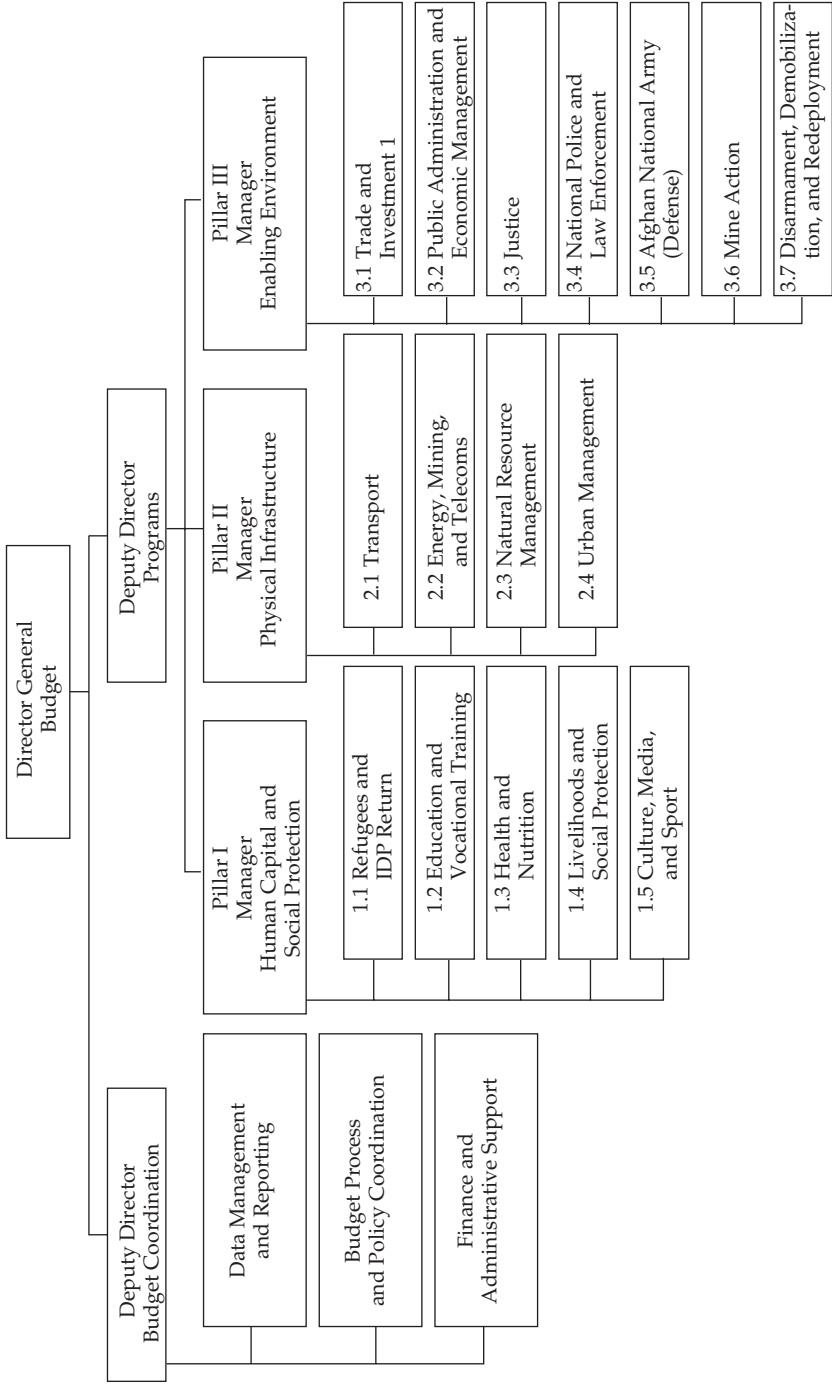 Director General
Budget
Deputy Director
Budget Coordination
Data Management
and Reporting
Budget Process
and Policy Coordination
Finance and
Administrative Support
Deputy Director
Programs
Pillar I
Manager
Human Capital and
Social Protection
1.1 Refugees and
IDP Return
1.2 Education and
Vocational Training
1.3 Health and
Nutrition
1.4 Livelihoods and
Social Protection
1.5 Culture, Media,
and Sport
Pillar II
Manager
Physical Infrastructure
2.1 Transport
2.2 Energy, Mining,
and Telecoms
2.3 Natural Resource
Management
2.4 Urban Management
Pillar III
Manager
Enabling Environment
3.1 Trade and
Investment 1
3.2 Public Administration and
Economic Management
3.3 Justice
3.4 National Police and
Law Enforcement
3.5 Afghan National Army
(Defense)
3.6 Mine Action
3.7 Disarmament, Demobiliza-
tion, and Redeployment